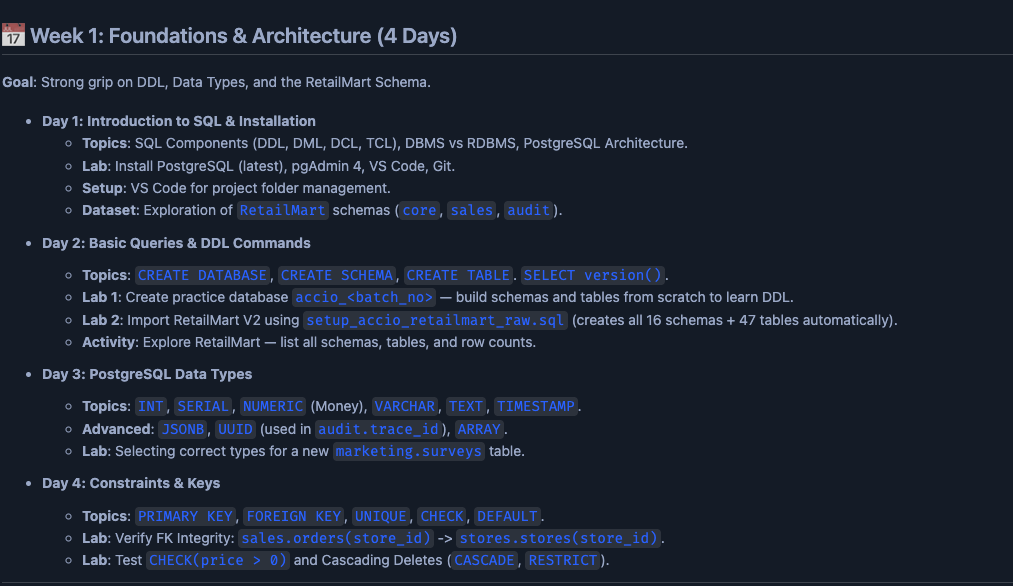 17 Week 1: Foundations & Architecture (4 Days)
Goal: Strong grip on DDL, Data Types, and the RetailMart Schema.
Day 1: Introduction to SQL & Installation
Topics: SQL Components (DDL, DML, DCL, TCL), DBMS vs RDBMS, PostgreSQL Architecture.
Lab: Install PostgreSQL (latest), pgAdmin 4, VS Code, Git.
Setup: VS Code for project folder management.
Dataset: Exploration of RetailMart schemas (core, sales, audit).
Day 2: Basic Queries & DDL Commands
Topics: CREATE DATABASE, CREATE SCHEMA, CREATE TABLE. SELECT version().
Lab 1: Create practice database accio_<batch_no> — build schemas and tables from scratch to learn DDL.
Lab 2: Import RetailMart V2 using setup_accio_retailmart_raw.sql (creates all 16 schemas + 47 tables automatically).
Activity: Explore RetailMart — list all schemas, tables, and row counts.
Day 3: PostgreSQL Data Types
Topics: INT, SERIAL, NUMERIC (Money), VARCHAR, TEXT, TIMESTAMP.
Advanced: JSONB, UUID (used in audit.trace_id), ARRAY.
Lab: Selecting correct types for a new marketing.surveys table.
Day 4: Constraints & Keys
Topics: PRIMARY KEY, FOREIGN KEY, UNIQUE, CHECK, DEFAULT.
Lab: Verify FK Integrity: sales.orders(store_id) -> stores.stores(store_id).
Lab: Test CHECK(price > 0) and Cascading Deletes (CASCADE, RESTRICT).